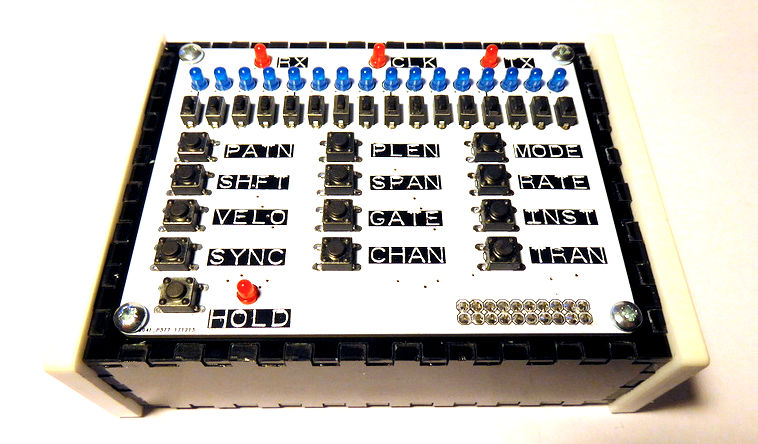 RX CLK TX
PATN PLEN MODE
SHFT SPAN RATE
VELO GATE INST
SYNC CHAN TRAN
HOLD